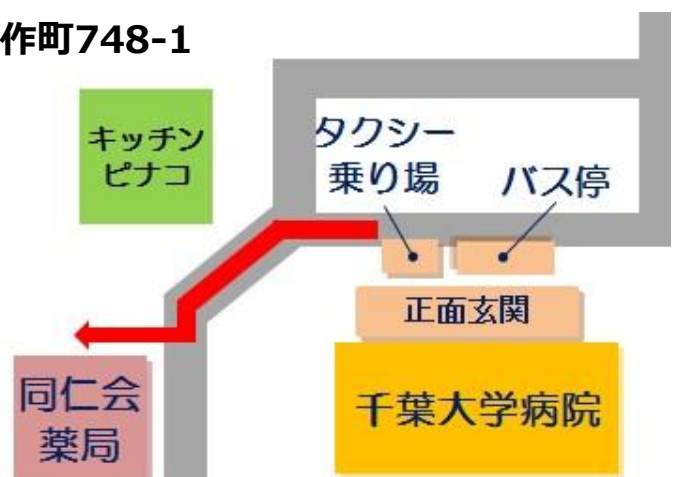 作町748-1
キッチン
ピナコ
タクシー
乗り場
バス停
正面玄関
千葉大学病院
同仁会
薬局